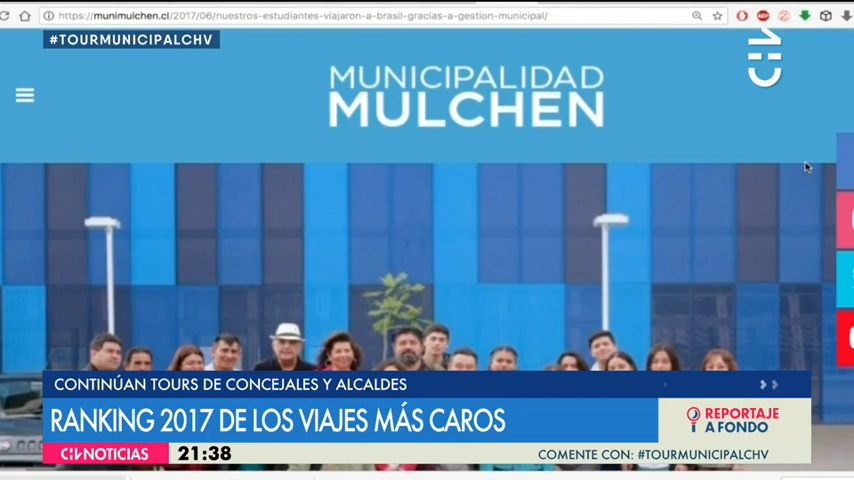 https://munimulchen.cl/2017/06/nuestros-estudiantes-viajaron-a-brasil-gracias-a-gestion-municipal/
#TOURMUNICIPALCHV
CHV
MUNICIPALIDAD
MULCHEN
CONTINÚAN TOURS DE CONCEJALES Y ALCALDES
RANKING 2017 DE LOS VIAJES MÁS CAROS
REPORTAJE
A FONDO
CHV NOTICIAS 21:38
COMENTE CON: #TOURMUNICIPALCHV